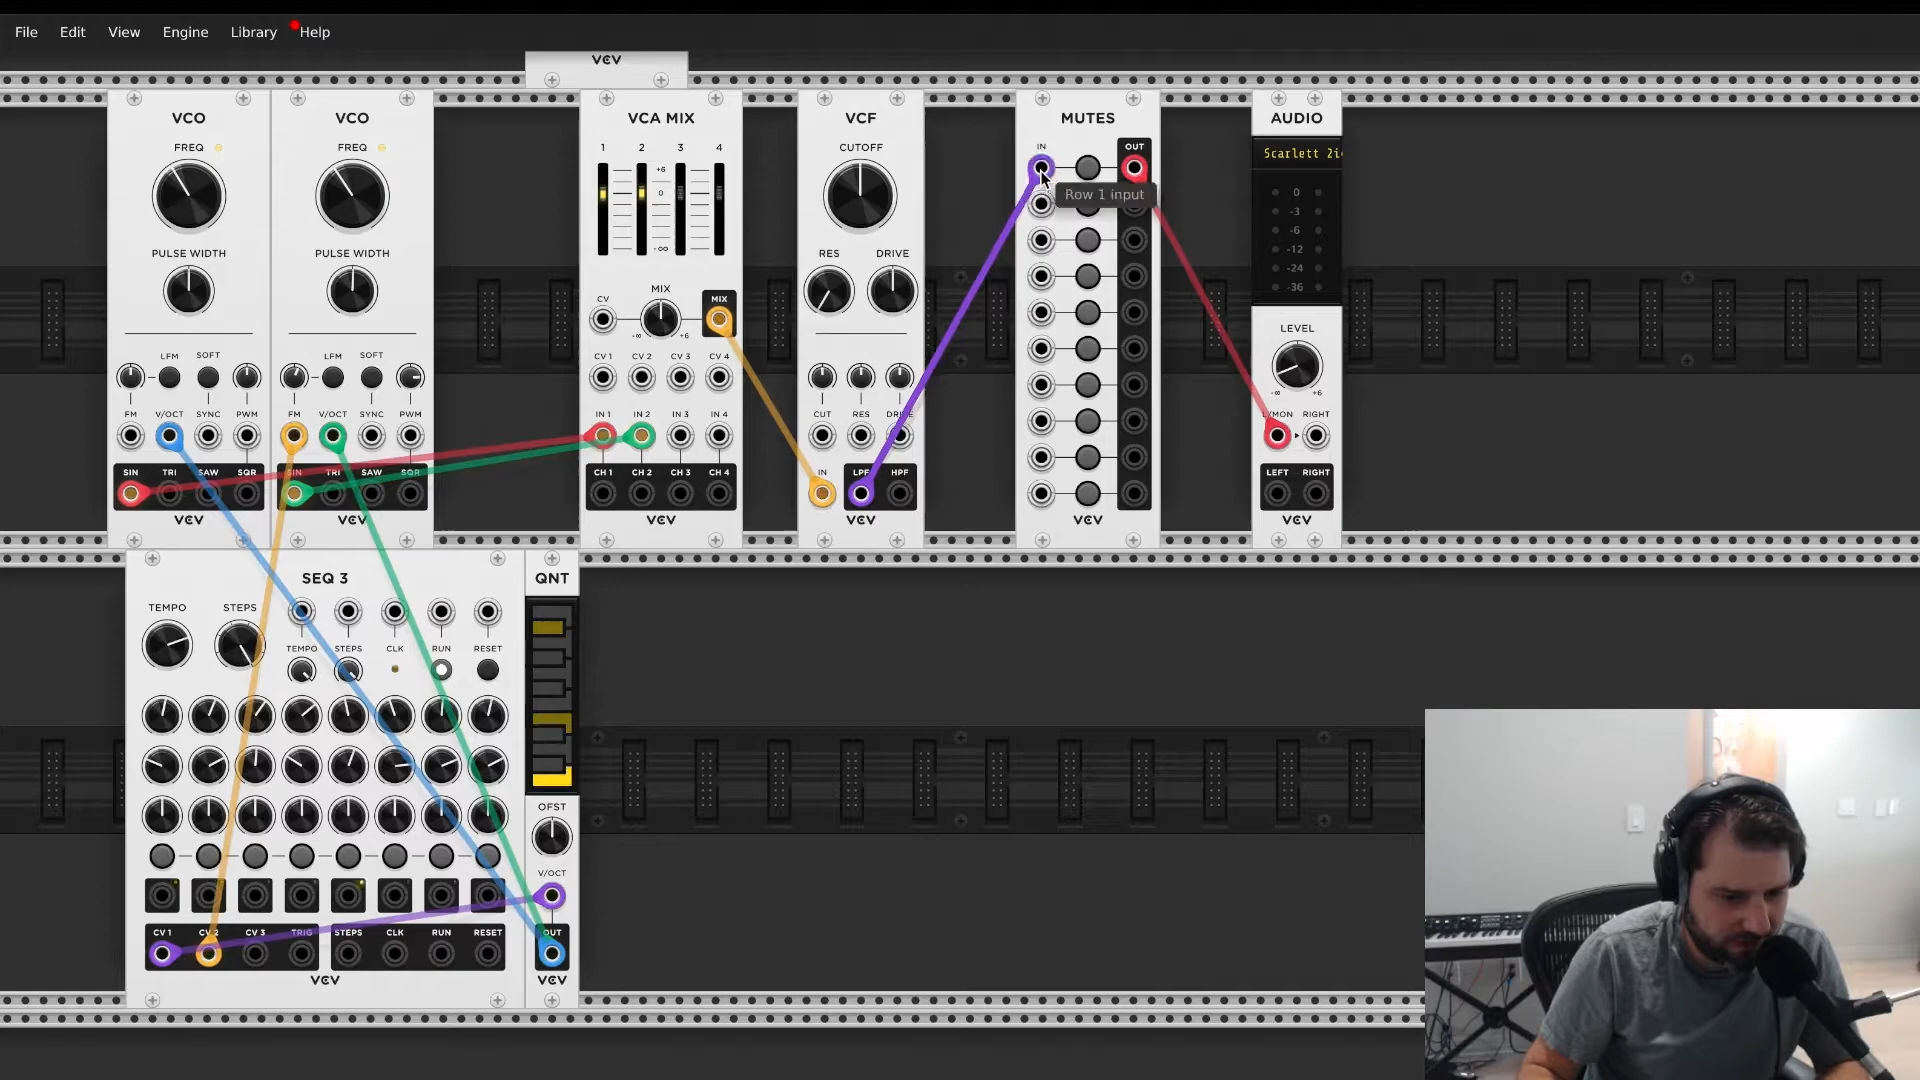 File Edit View Engine Library Help
VCV
VCO
FREQ
PULSE WIDTH
LFM SOFT
FM V/OCT SYNC PWM
SIN TRI SAW SQR
VCV
VCO
FREQ
PULSE WIDTH
LFM SOFT
FM V/OCT SYNC PWM
SIN TRI SAW SQR
VCV
VCA MIX
1 2 3 4
+6
0
-∞
MIX
CV MIX
-∞ +6
CV 1 CV 2 CV 3 CV 4
IN 1 IN 2 IN 3 IN 4
CH 1 CH 2 CH 3 CH 4
VCV
VCF
CUTOFF
RES DRIVE
CUT RES DRIVE
IN LPF HPF
VCV
MUTES
IN OUT
Row 1 input
VCV
AUDIO
Scarlett 2i
0
-3
-6
-12
-24
-36
LEVEL
-∞ +6
L/MON RIGHT
LEFT RIGHT
VCV
SEQ 3
TEMPO STEPS
TEMPO STEPS CLK RUN RESET
CV 1 CV 2 CV 3 TRIG STEPS CLK RUN RESET
VCV
QNT
OFST
V/OCT
OUT
VCV